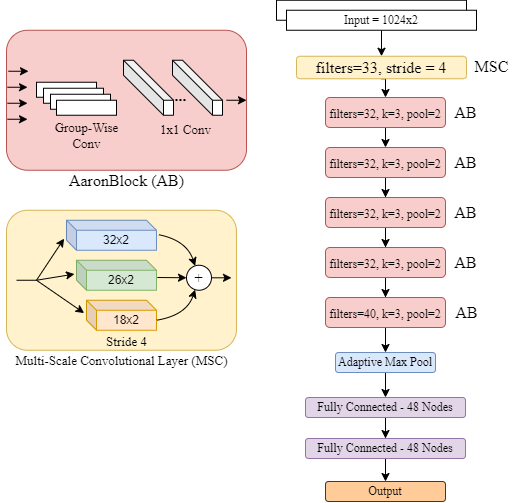 Group-Wise
Conv
1x1 Conv
AaronBlock (AB)
32x2
26x2
18x2
+
Stride 4
Multi-Scale Convolutional Layer (MSC)
Input = 1024x2
filters=33, stride = 4
MSC
filters=32, k=3, pool=2
AB
filters=32, k=3, pool=2
AB
filters=32, k=3, pool=2
AB
filters=32, k=3, pool=2
AB
filters=40, k=3, pool=2
AB
Adaptive Max Pool
Fully Connected - 48 Nodes
Fully Connected - 48 Nodes
Output